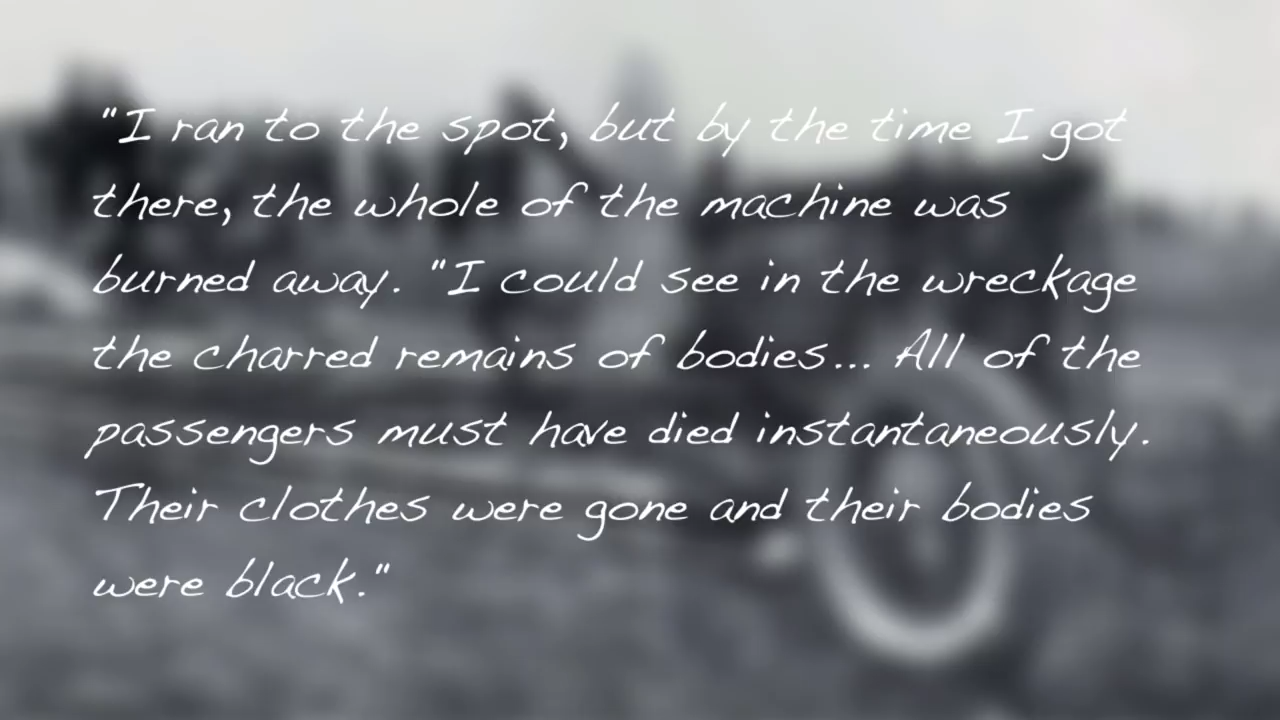 "I ran to the spot, but by the time I got
there, the whole of the machine was
burned away. "I could see in the wreckage
the charred remains of bodies... All of the
passengers must have died instantaneously.
Their clothes were gone and their bodies
were black."